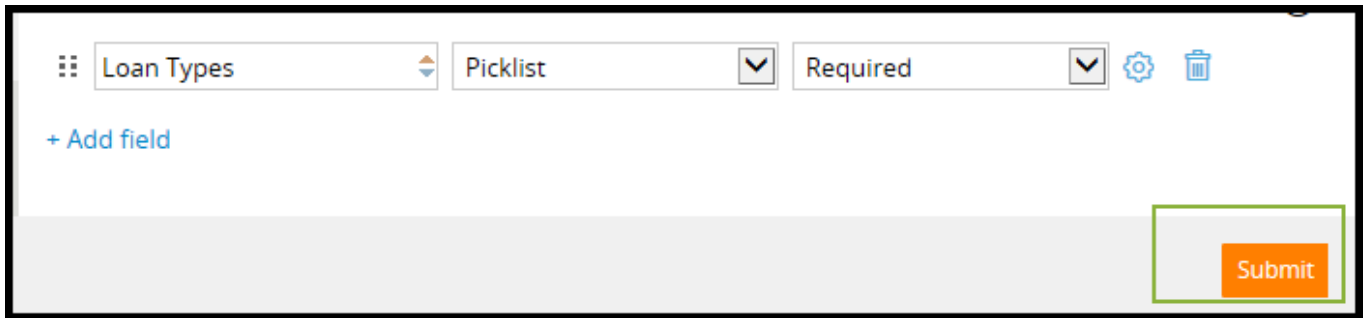 Loan Types Picklist Required
+ Add field
Submit